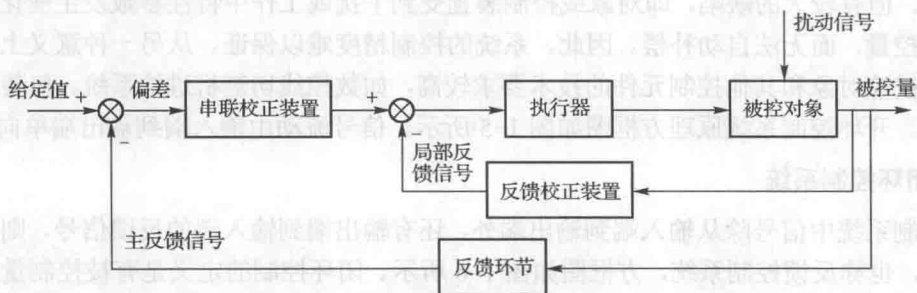 扰动信号
给定值 + 偏差 串联校正装置 + 执行器 被控对象 被控量
−
局部反
馈信号
反馈校正装置
主反馈信号
反馈环节